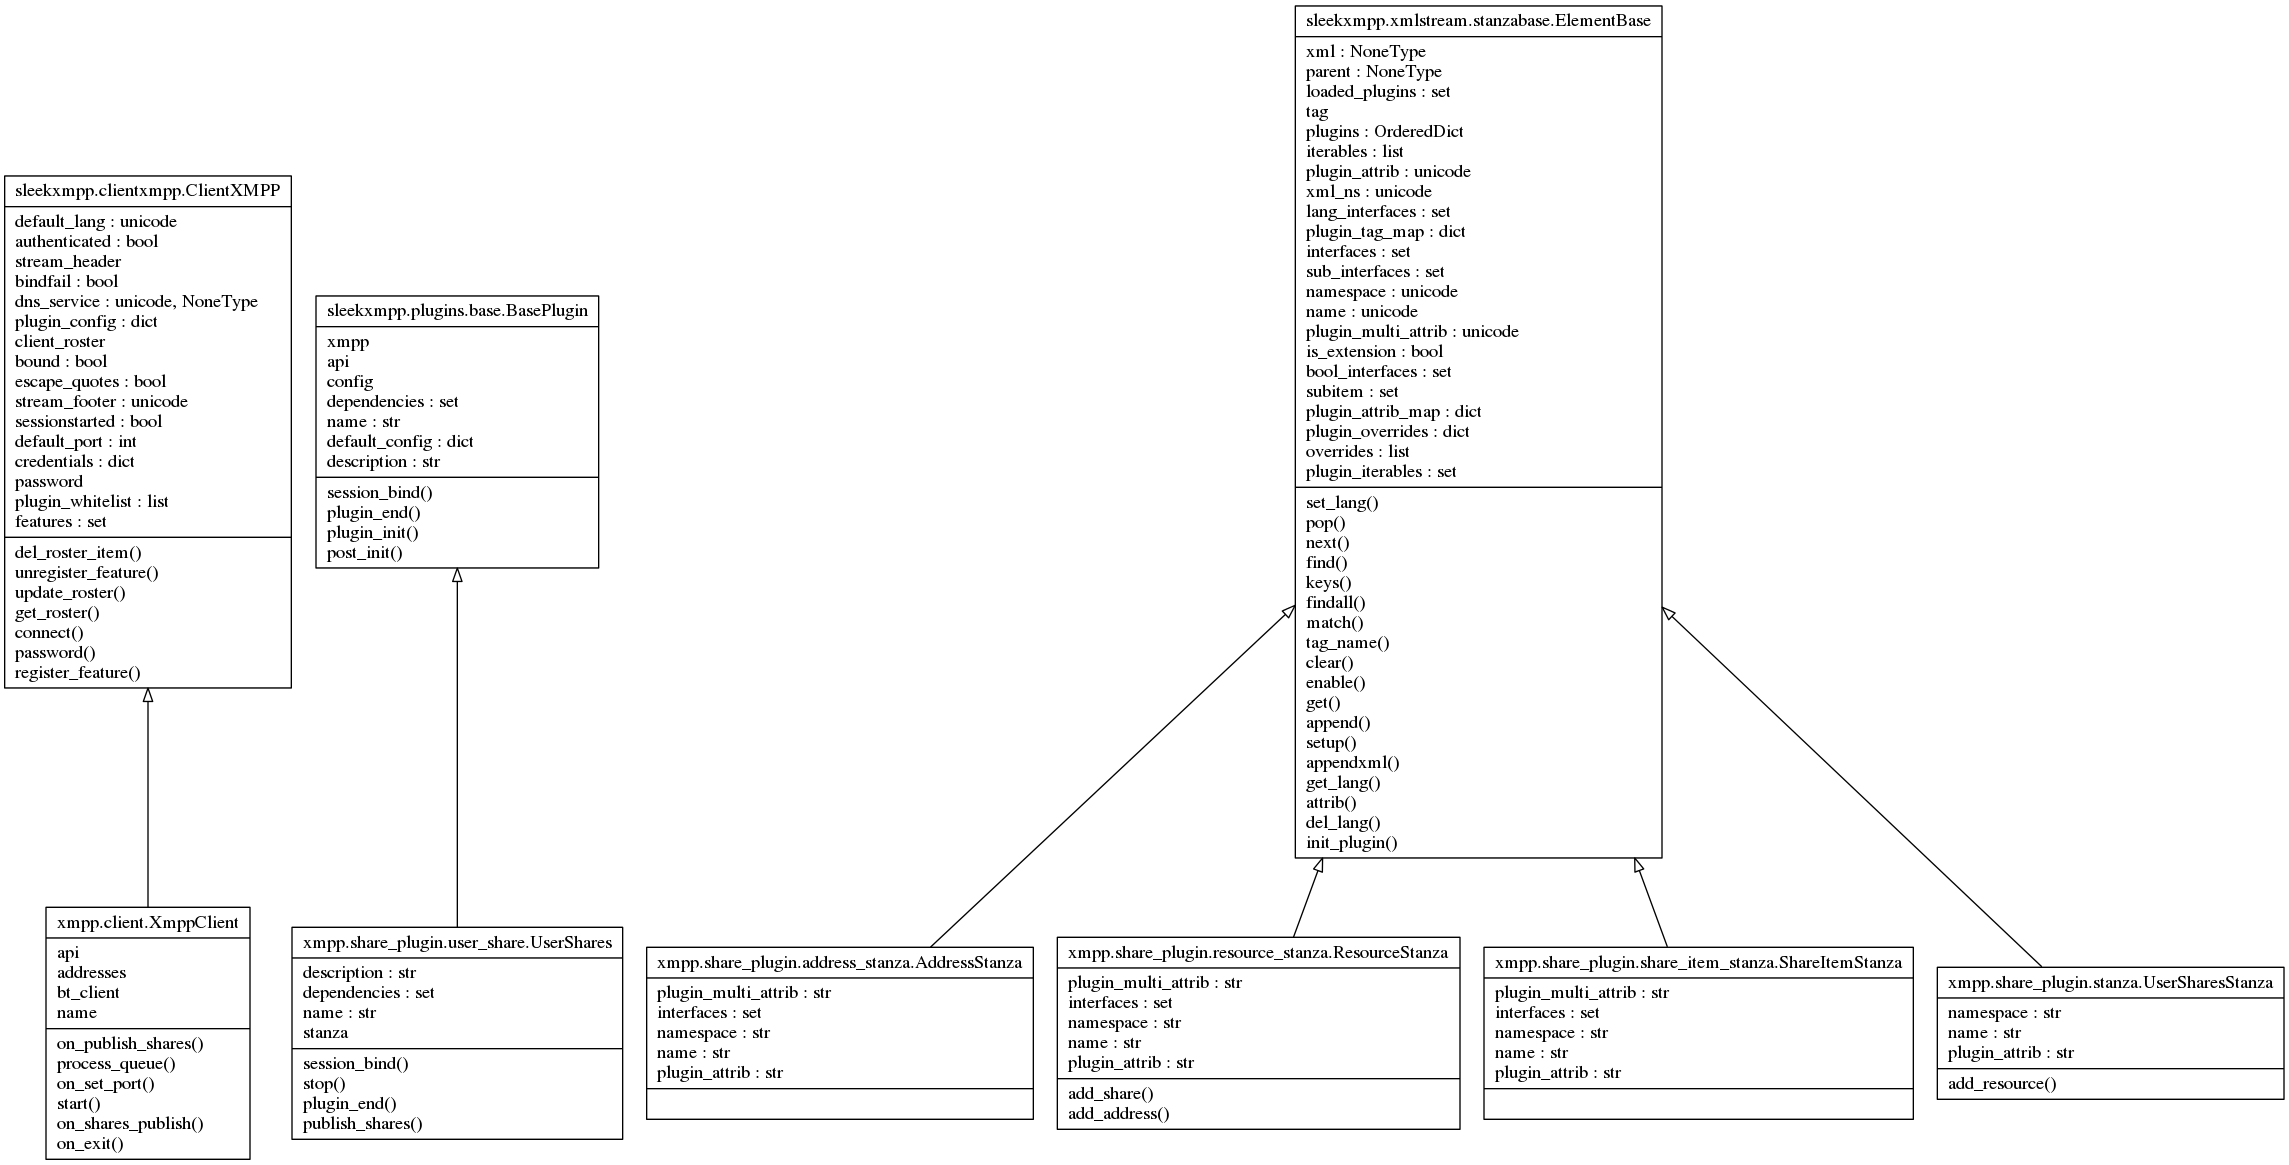 sleekxmpp.xmlstream.stanzabase.ElementBase
xml : NoneType
parent : NoneType
loaded_plugins : set
tag
plugins : OrderedDict
iterables : list
plugin_attrib : unicode
xml_ns : unicode
lang_interfaces : set
plugin_tag_map : dict
interfaces : set
sub_interfaces : set
namespace : unicode
name : unicode
plugin_multi_attrib : unicode
is_extension : bool
bool_interfaces : set
subitem : set
plugin_attrib_map : dict
plugin_overrides : dict
overrides : list
plugin_iterables : set
set_lang()
pop()
next()
find()
keys()
findall()
match()
tag_name()
clear()
enable()
get()
append()
setup()
appendxml()
get_lang()
attrib()
del_lang()
init_plugin()
sleekxmpp.clientxmpp.ClientXMPP
default_lang : unicode
authenticated : bool
stream_header
bindfail : bool
dns_service : unicode, NoneType
plugin_config : dict
client_roster
bound : bool
escape_quotes : bool
stream_footer : unicode
sessionstarted : bool
default_port : int
credentials : dict
password
plugin_whitelist : list
features : set
del_roster_item()
unregister_feature()
update_roster()
get_roster()
connect()
password()
register_feature()
sleekxmpp.plugins.base.BasePlugin
xmpp
api
config
dependencies : set
name : str
default_config : dict
description : str
session_bind()
plugin_end()
plugin_init()
post_init()
xmpp.client.XmppClient
api
addresses
bt_client
name
on_publish_shares()
process_queue()
on_set_port()
start()
on_shares_publish()
on_exit()
xmpp.share_plugin.user_share.UserShares
description : str
dependencies : set
name : str
stanza
session_bind()
stop()
plugin_end()
publish_shares()
xmpp.share_plugin.address_stanza.AddressStanza
plugin_multi_attrib : str
interfaces : set
namespace : str
name : str
plugin_attrib : str
xmpp.share_plugin.resource_stanza.ResourceStanza
plugin_multi_attrib : str
interfaces : set
namespace : str
name : str
plugin_attrib : str
add_share()
add_address()
xmpp.share_plugin.share_item_stanza.ShareItemStanza
plugin_multi_attrib : str
interfaces : set
namespace : str
name : str
plugin_attrib : str
xmpp.share_plugin.stanza.UserSharesStanza
namespace : str
name : str
plugin_attrib : str
add_resource()